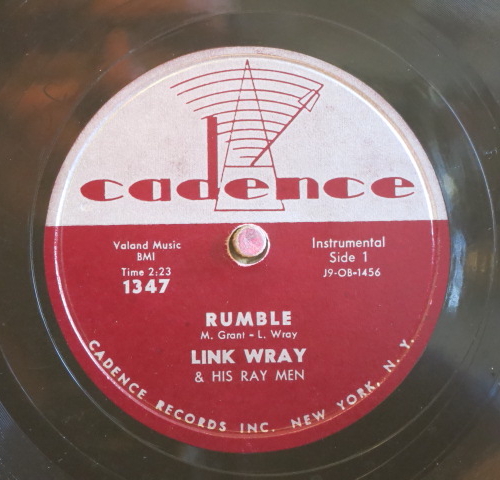 cadence
Valand Music
BMI
Time 2:23
1347
Instrumental
Side 1
J9-OB-1456
RUMBLE
M. Grant - L. Wray
LINK WRAY
& HIS RAY MEN
CADENCE RECORDS INC. NEW YORK, N. Y.